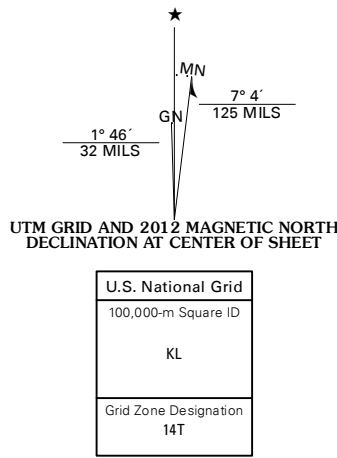 ★
MN
7° 4´
125 MILS
GN
1° 46´
32 MILS
UTM GRID AND 2012 MAGNETIC NORTH
DECLINATION AT CENTER OF SHEET
U.S. National Grid
100,000-m Square ID
KL
Grid Zone Designation
14T